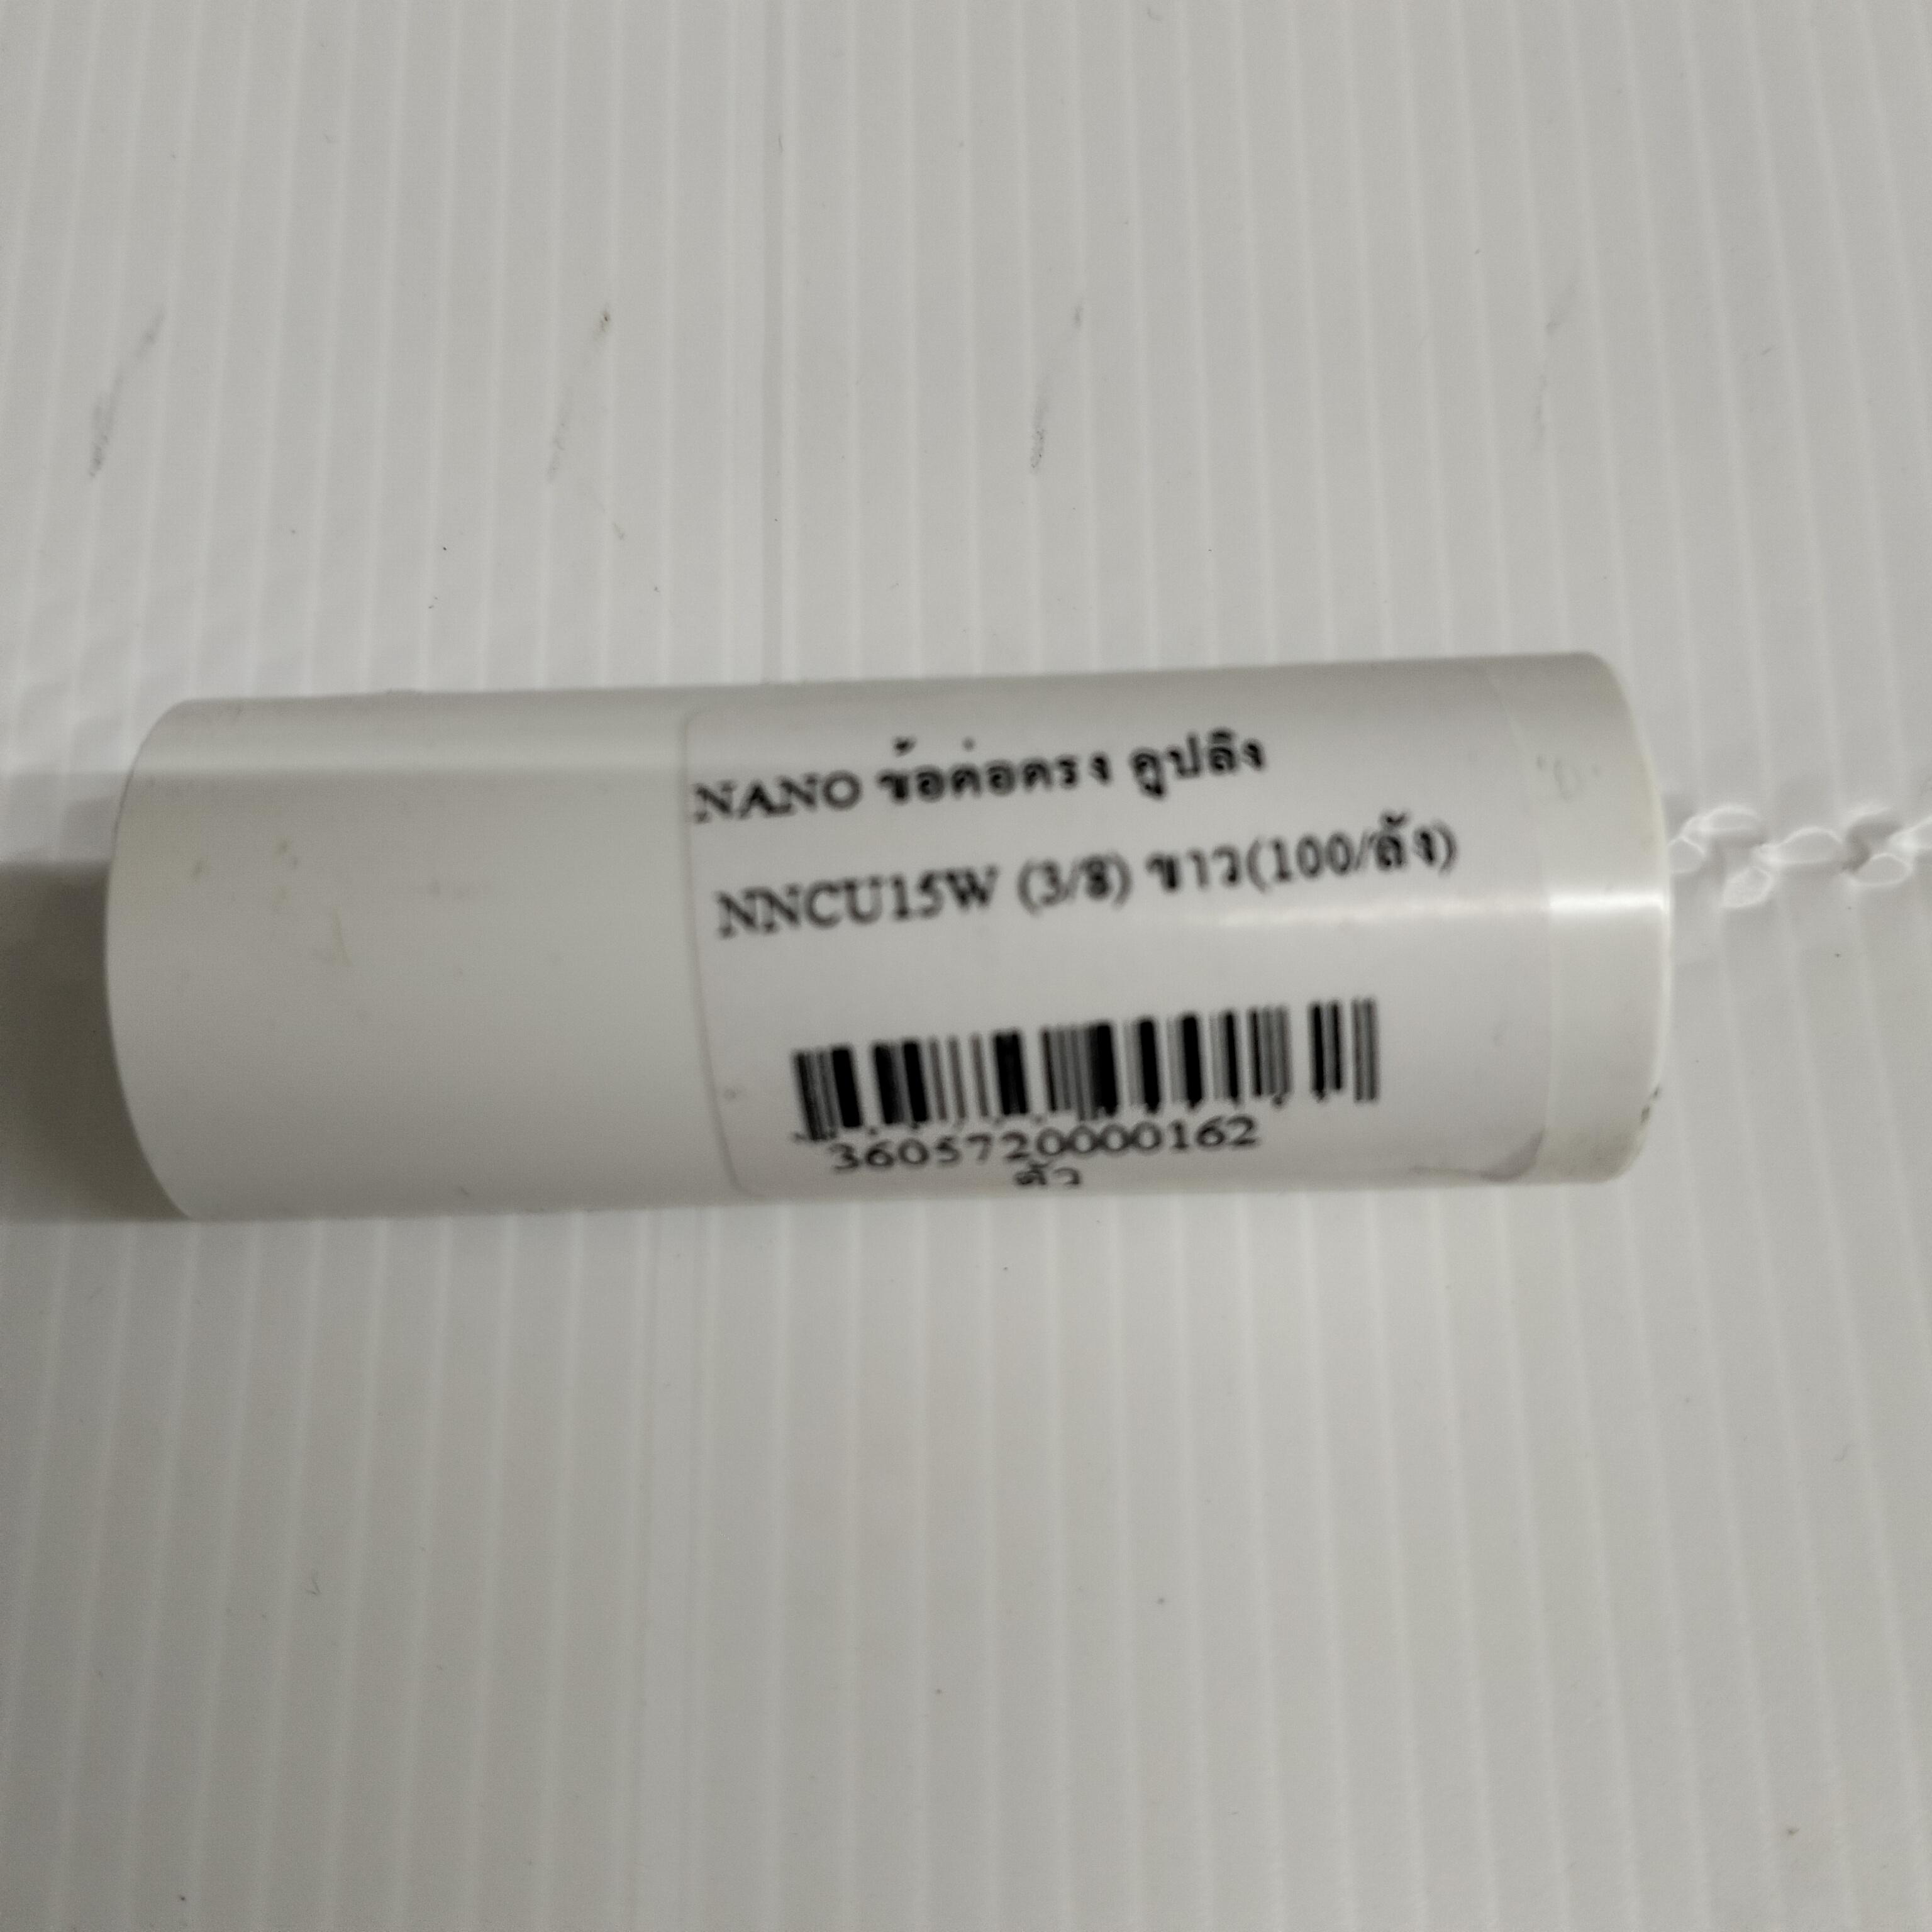 NANO ข้อต่อตรง คูปลิง
NNCU15W (3/8) ขาว(100/ลัง)
3605720000162
ตัว